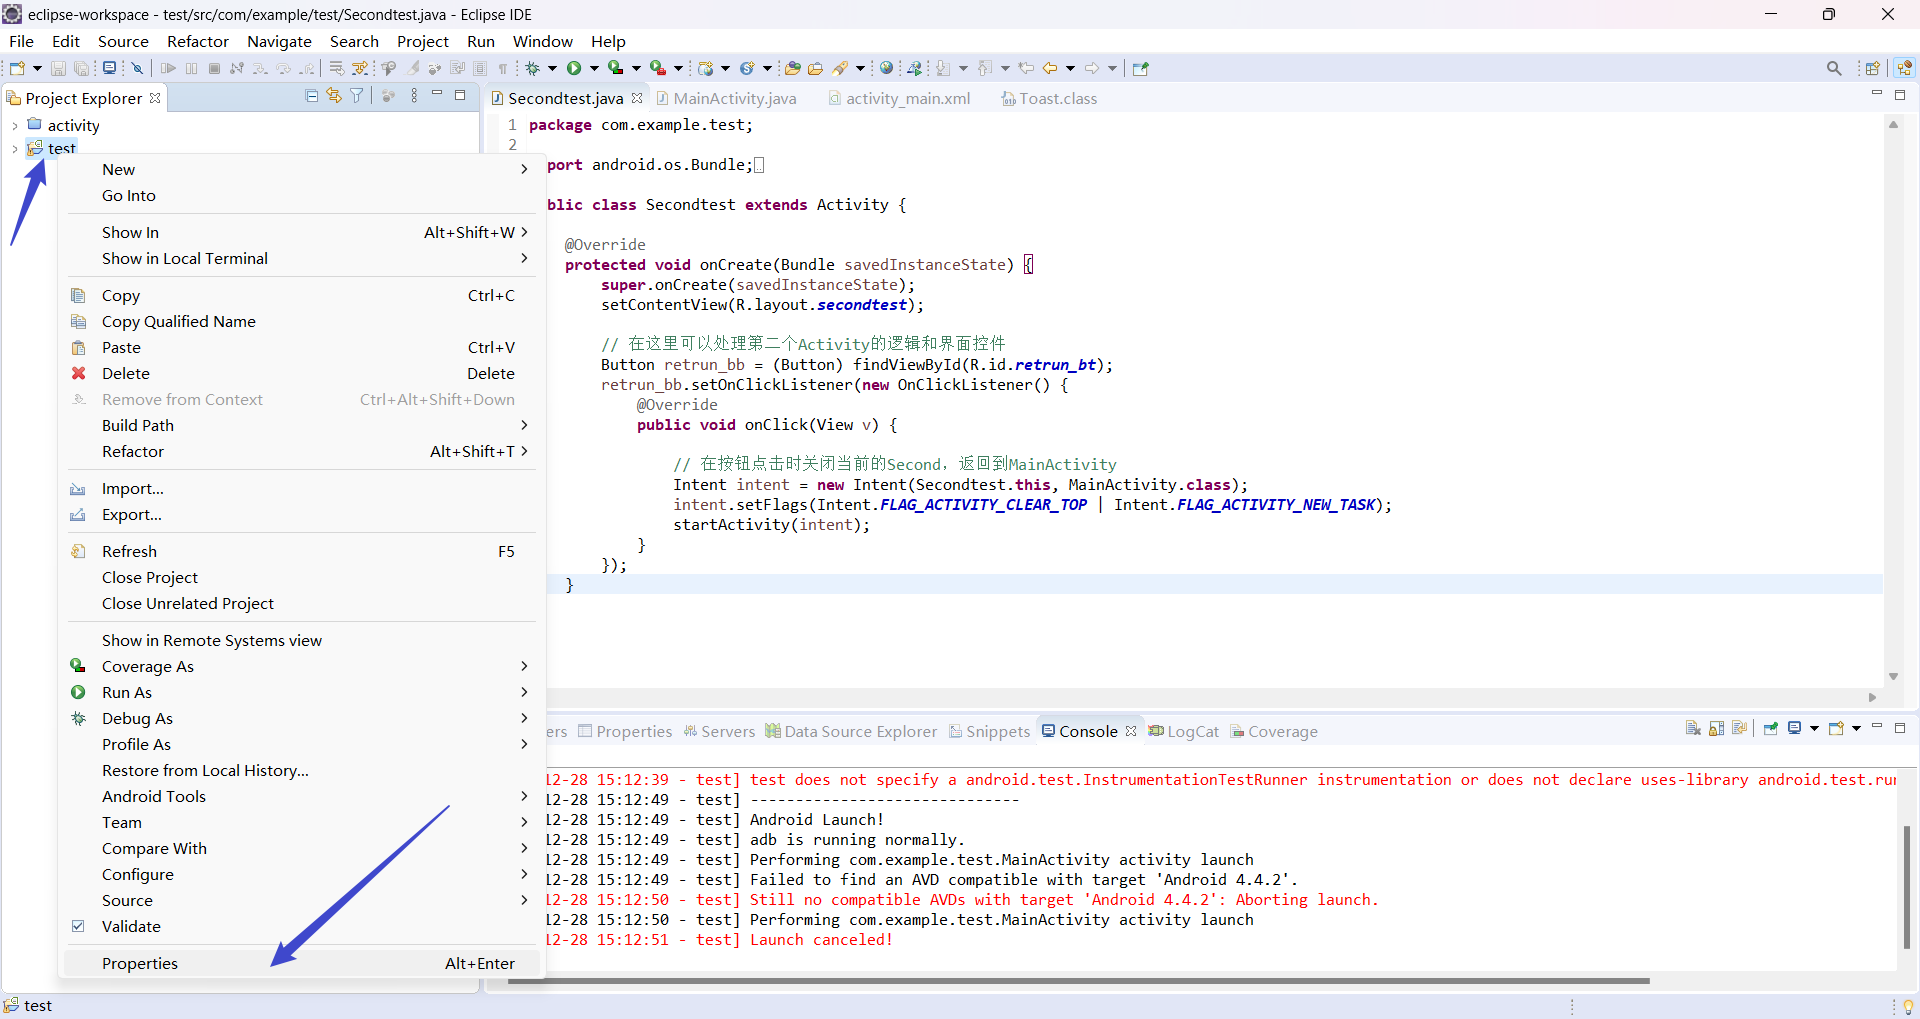 eclipse-workspace - test/src/com/example/test/Secondtest.java - Eclipse IDE
File Edit Source Refactor Navigate Search Project Run Window Help
Project Explorer
activity
test
New
Go Into
Show In Alt+Shift+W
Show in Local Terminal
Copy Ctrl+C
Copy Qualified Name
Paste Ctrl+V
Delete Delete
Remove from Context Ctrl+Alt+Shift+Down
Build Path
Refactor Alt+Shift+T
Import...
Export...
Refresh F5
Close Project
Close Unrelated Project
Show in Remote Systems view
Coverage As
Run As
Debug As
Profile As
Restore from Local History...
Android Tools
Team
Compare With
Configure
Source
Validate
Properties Alt+Enter
Secondtest.java MainActivity.java activity_main.xml Toast.class
1 package com.example.test;
2
port android.os.Bundle;
blic class Secondtest extends Activity {
@Override
protected void onCreate(Bundle savedInstanceState) {
super.onCreate(savedInstanceState);
setContentView(R.layout.secondtest);
// 在这里可以处理第二个Activity的逻辑和界面控件
Button retrun_bb = (Button) findViewById(R.id.retrun_bt);
retrun_bb.setOnClickListener(new OnClickListener() {
@Override
public void onClick(View v) {
// 在按钮点击时关闭当前的Second，返回到MainActivity
Intent intent = new Intent(Secondtest.this, MainActivity.class);
intent.setFlags(Intent.FLAG_ACTIVITY_CLEAR_TOP | Intent.FLAG_ACTIVITY_NEW_TASK);
startActivity(intent);
}
});
}
ers Properties Servers Data Source Explorer Snippets Console LogCat Coverage
12-28 15:12:39 - test] test does not specify a android.test.InstrumentationTestRunner instrumentation or does not declare uses-library android.test.run
12-28 15:12:49 - test] ------------------------------
12-28 15:12:49 - test] Android Launch!
12-28 15:12:49 - test] adb is running normally.
12-28 15:12:49 - test] Performing com.example.test.MainActivity activity launch
12-28 15:12:49 - test] Failed to find an AVD compatible with target 'Android 4.4.2'.
12-28 15:12:50 - test] Still no compatible AVDs with target 'Android 4.4.2': Aborting launch.
12-28 15:12:50 - test] Performing com.example.test.MainActivity activity launch
12-28 15:12:51 - test] Launch canceled!
test